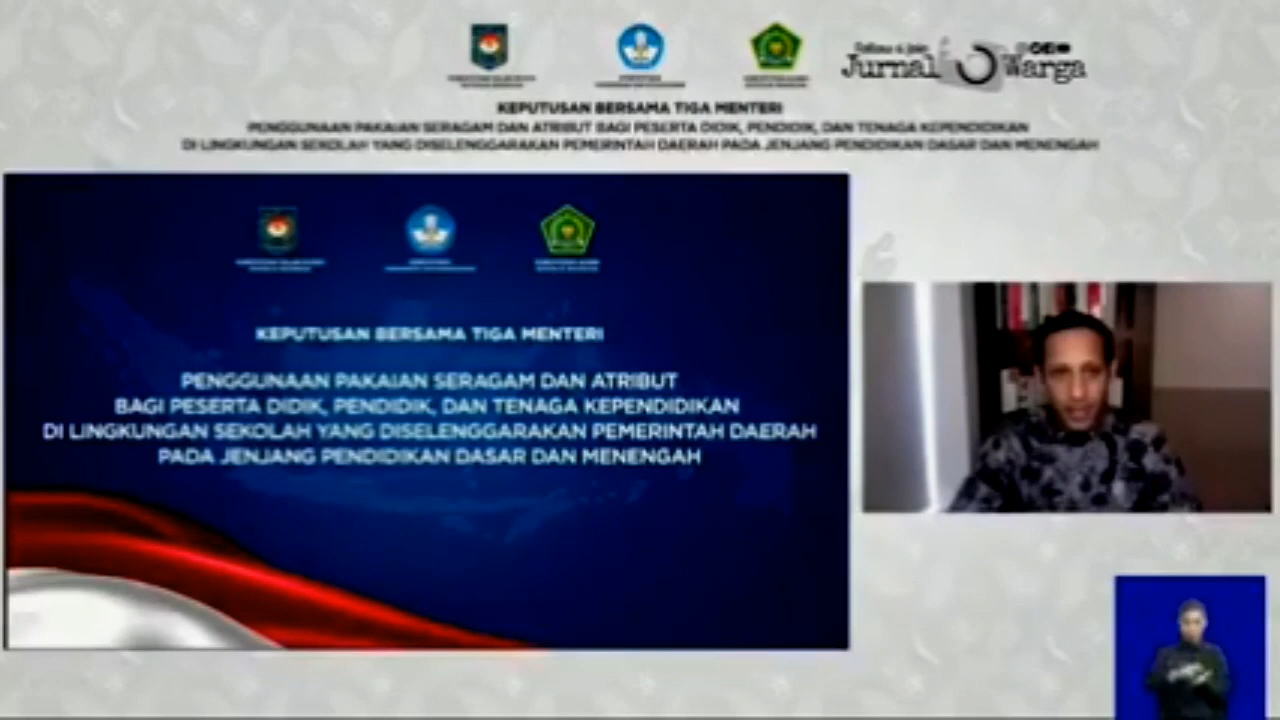 Follow & Join
Jurnal Warga
KEPUTUSAN BERSAMA TIGA MENTERI
PENGGUNAAN PAKAIAN SERAGAM DAN ATRIBUT BAGI PESERTA DIDIK, PENDIDIK, DAN TENAGA KEPENDIDIKAN
DI LINGKUNGAN SEKOLAH YANG DISELENGGARAKAN PEMERINTAH DAERAH PADA JENJANG PENDIDIKAN DASAR DAN MENENGAH
KEPUTUSAN BERSAMA TIGA MENTERI
PENGGUNAAN PAKAIAN SERAGAM DAN ATRIBUT
BAGI PESERTA DIDIK, PENDIDIK, DAN TENAGA KEPENDIDIKAN
DI LINGKUNGAN SEKOLAH YANG DISELENGGARAKAN PEMERINTAH DAERAH
PADA JENJANG PENDIDIKAN DASAR DAN MENENGAH